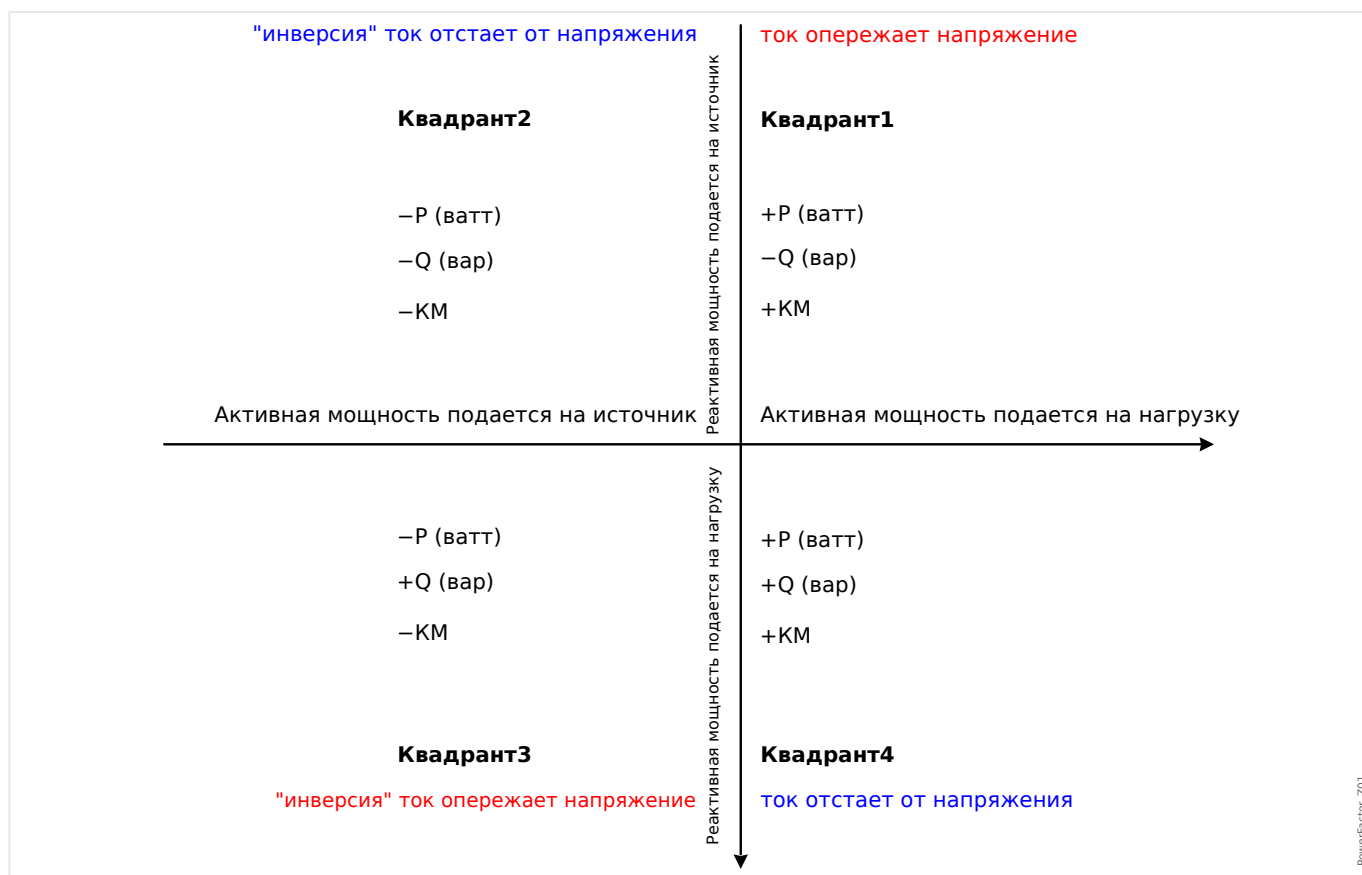 "инверсия" ток отстает от напряжения
ток опережает напряжение
Квадрант2
Квадрант1
−P (ватт)
−Q (вар)
−КМ
+P (ватт)
−Q (вар)
+КМ
Реактивная мощность подается на источник
Активная мощность подается на источник
Активная мощность подается на нагрузку
Реактивная мощность подается на нагрузку
−P (ватт)
+Q (вар)
−КМ
+P (ватт)
+Q (вар)
+КМ
Квадрант3
Квадрант4
"инверсия" ток опережает напряжение
ток отстает от напряжения
PowerFactor_Z01